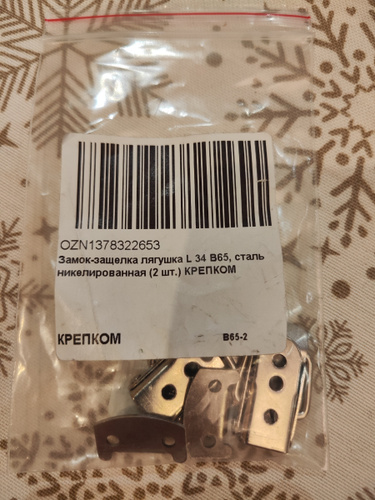 OZN1378322653
Замок-защелка лягушка L 34 B65, сталь
никелированная (2 шт.) КРЕПКОМ
КРЕПКОМ B65-2